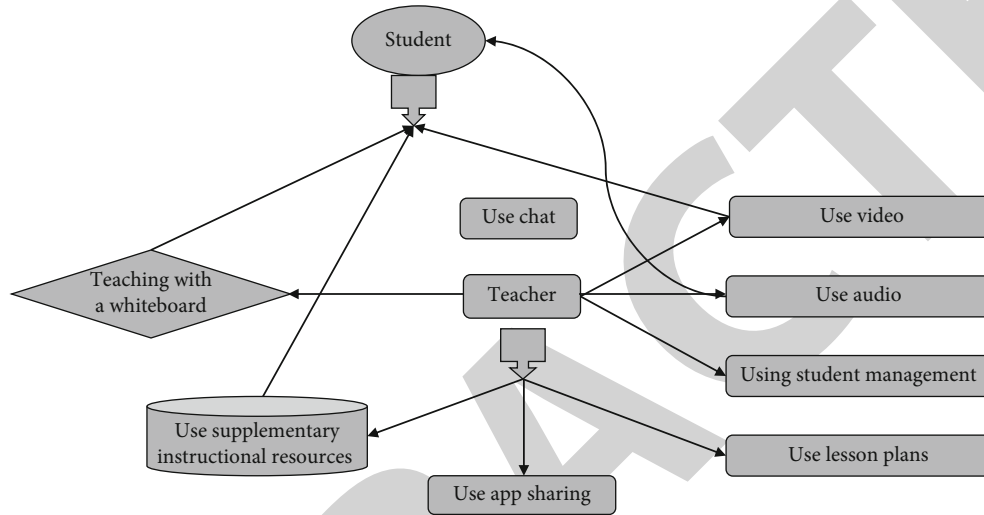 Student
Use chat
Use video
Teaching with
a whiteboard
Teacher
Use audio
Using student management
Use supplementary
instructional resources
Use lesson plans
Use app sharing